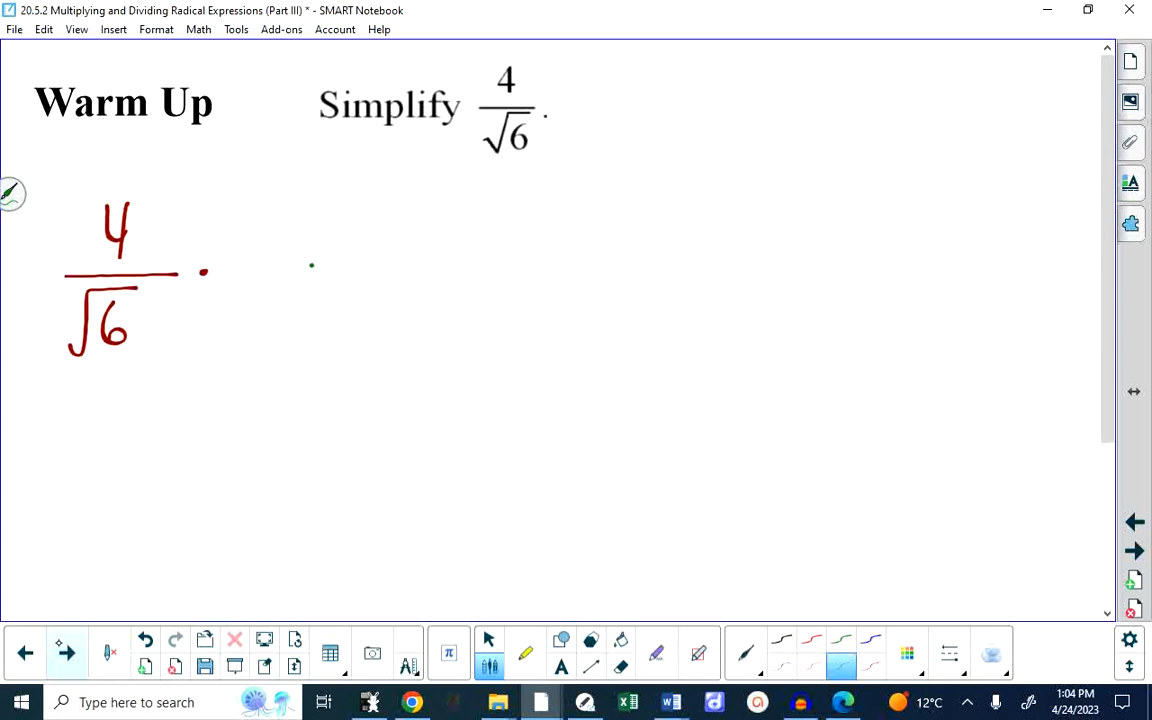 20.5.2 Multiplying and Dividing Radical Expressions (Part III) * - SMART Notebook
File Edit View Insert Format Math Tools Add-ons Account Help
Warm Up Simplify 4/√6 .
4/√6 ·
Type here to search
12°C
1:04 PM
4/24/2023